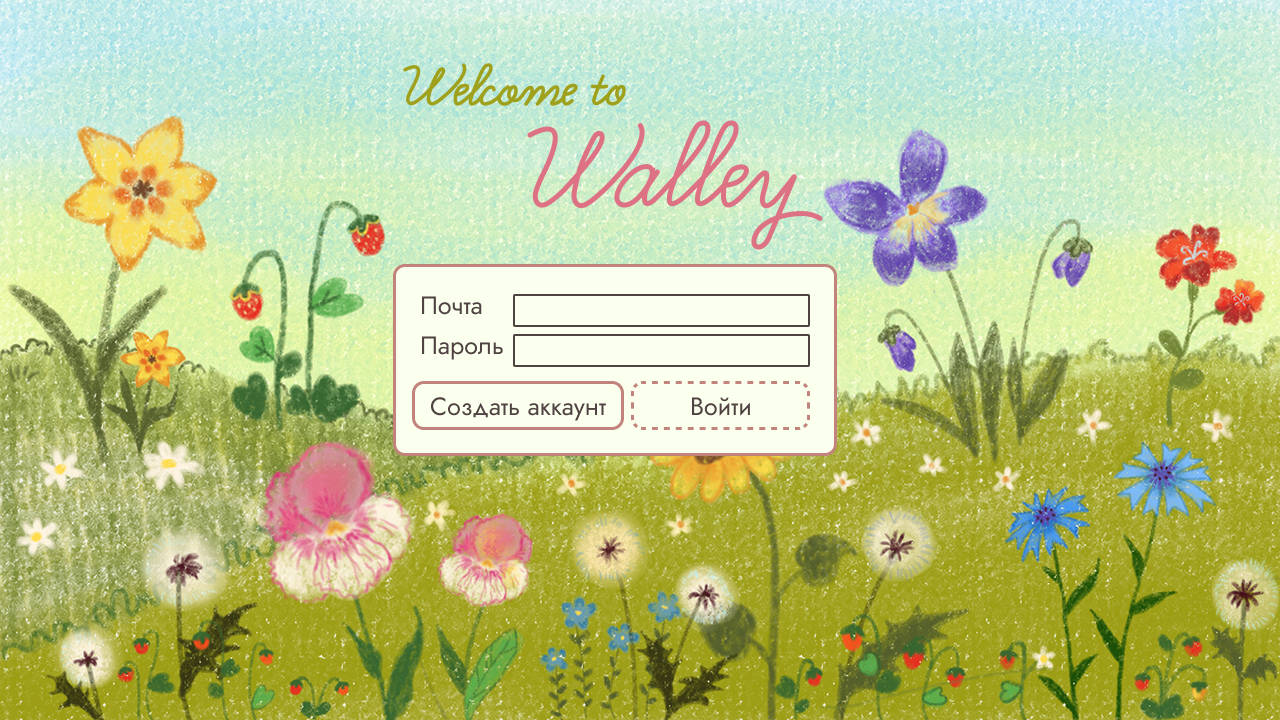 Welcome to
Walley
Почта
Пароль
Создать аккаунт Войти